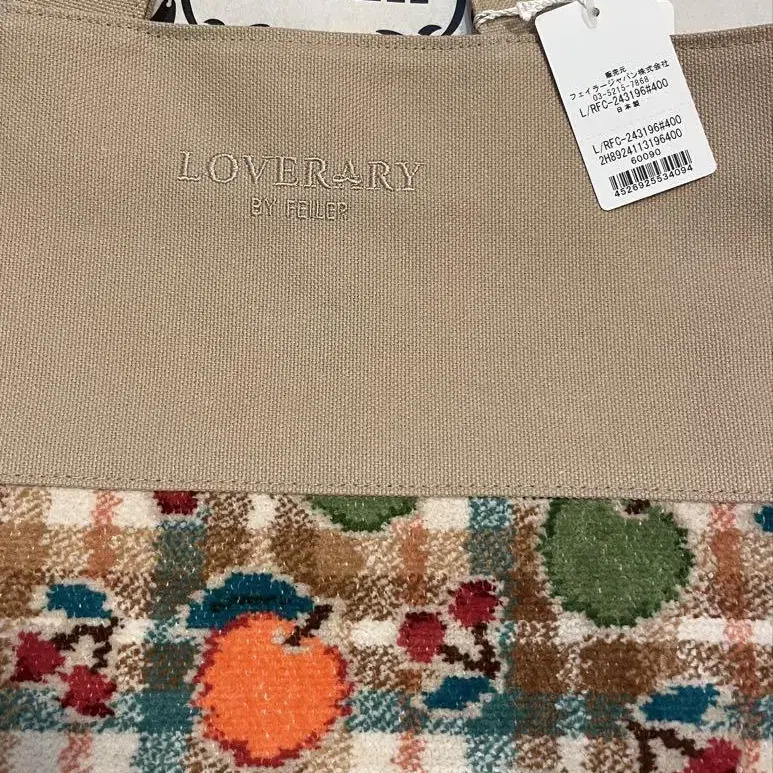 販売元
フェイラージャパン株式会社
03-5215-7868
L/RFC-243196#400
日本製
L/RFC-243196#400
2H8924113196400
60090
4526925534094
LOVERARY
BY FEILER